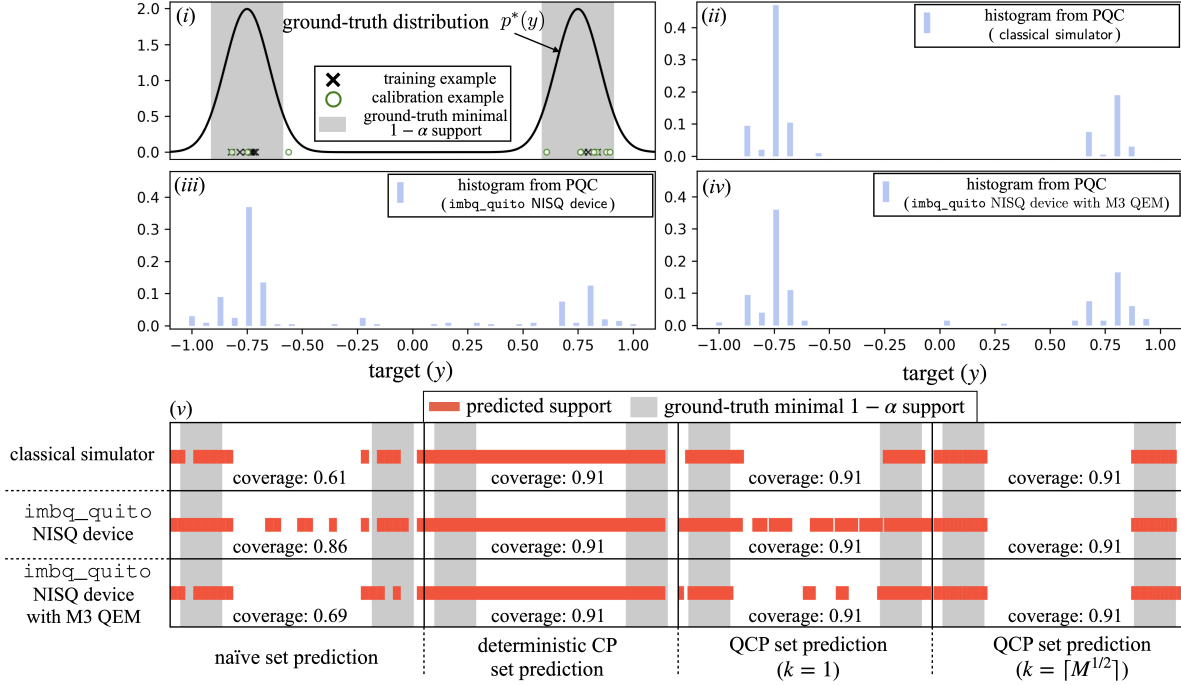 (i)
ground-truth distribution p*(y)
training example
calibration example
ground-truth minimal
1 − α support
2.0
1.5
1.0
0.5
0.0
(ii)
histogram from PQC
( classical simulator)
0.4
0.3
0.2
0.1
0.0
(iii)
histogram from PQC
(imbq_quito NISQ device)
0.4
0.3
0.2
0.1
0.0
−1.00 −0.75 −0.50 −0.25 0.00 0.25 0.50 0.75 1.00
target (y)
(iv)
histogram from PQC
(imbq_quito NISQ device with M3 QEM)
0.4
0.3
0.2
0.1
0.0
−1.00 −0.75 −0.50 −0.25 0.00 0.25 0.50 0.75 1.00
target (y)
(v)
predicted support ground-truth minimal 1 − α support
classical simulator
coverage: 0.61 coverage: 0.91 coverage: 0.91 coverage: 0.91
imbq_quito
NISQ device
coverage: 0.86 coverage: 0.91 coverage: 0.91 coverage: 0.91
imbq_quito
NISQ device
with M3 QEM
coverage: 0.69 coverage: 0.91 coverage: 0.91 coverage: 0.91
naïve set prediction
deterministic CP
set prediction
QCP set prediction
(k = 1)
QCP set prediction
(k = ⌈M^{1/2}⌉)